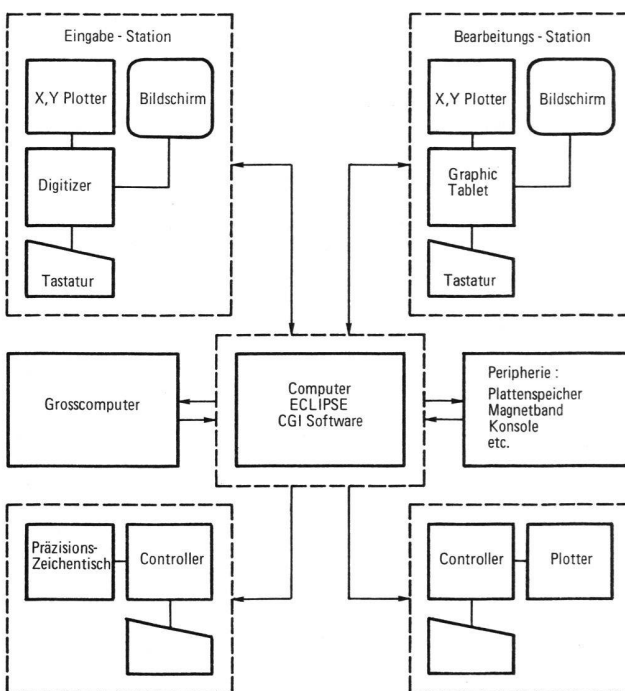 Eingabe - Station
X,Y Plotter
Bildschirm
Digitizer
Tastatur
Bearbeitungs - Station
X,Y Plotter
Bildschirm
Graphic
Tablet
Tastatur
Grosscomputer
Computer
ECLIPSE
CGI Software
Peripherie :
Plattenspeicher
Magnetband
Konsole
etc.
Präzisions-
Zeichentisch
Controller
Controller
Plotter